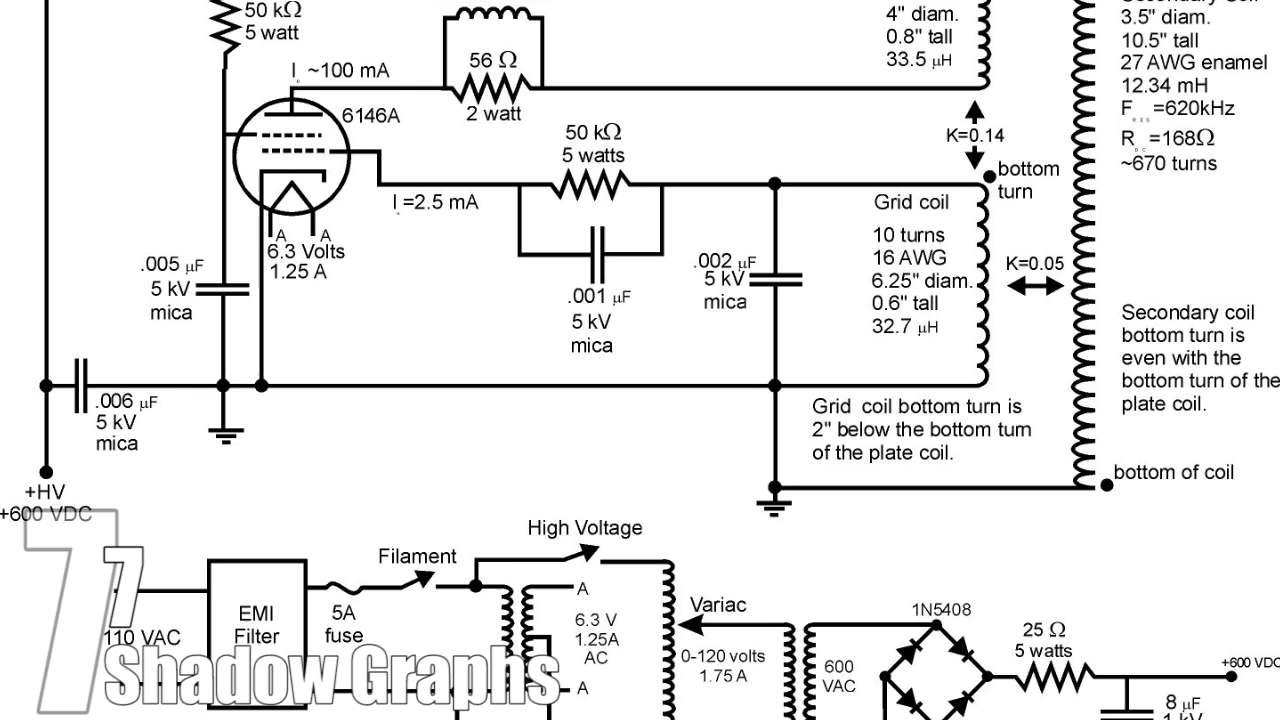 50 kΩ
5 watt
56 Ω
2 watt
I ~100 mA
6146A
50 kΩ
5 watts
I =2.5 mA
A A
6.3 Volts
1.25 A
.005 µF
5 kV
mica
.001 µF
5 kV
mica
.002 µF
5 kV
mica
.006 µF
5 kV
mica
+HV
+600 VDC
4" diam.
0.8" tall
33.5 µH
K=0.14
bottom
turn
Grid coil
10 turns
16 AWG
6.25" diam.
0.6" tall
32.7 µH
K=0.05
Grid coil bottom turn is
2" below the bottom turn
of the plate coil.
3.5" diam.
10.5" tall
27 AWG enamel
12.34 mH
F RES =620kHz
R DC =168Ω
~670 turns
Secondary coil
bottom turn is
even with the
bottom turn of the
plate coil.
bottom of coil
High Voltage
Filament
EMI
Filter
5A
fuse
110 VAC
A
6.3 V
1.25A
AC
A
Variac
0-120 volts
1.75 A
600
VAC
1N5408
25 Ω
5 watts
+600 VDC
8 µF
1 kV
7
7
Shadow Graphs